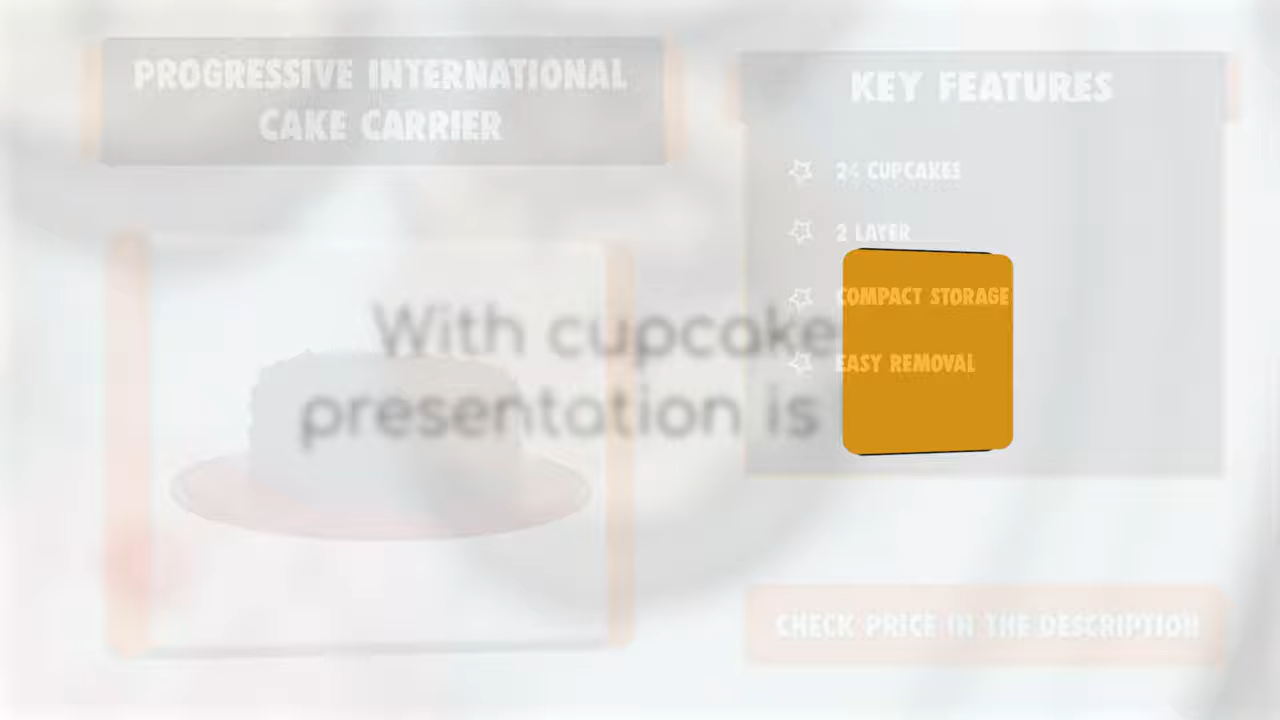 PROGRESSIVE INTERNATIONAL
CAKE CARRIER
KEY FEATURES
24 CUPCAKES
2 LAYER
COMPACT STORAGE
EASY REMOVAL
With cupcake
presentation is
CHECK PRICE IN THE DESCRIPTION